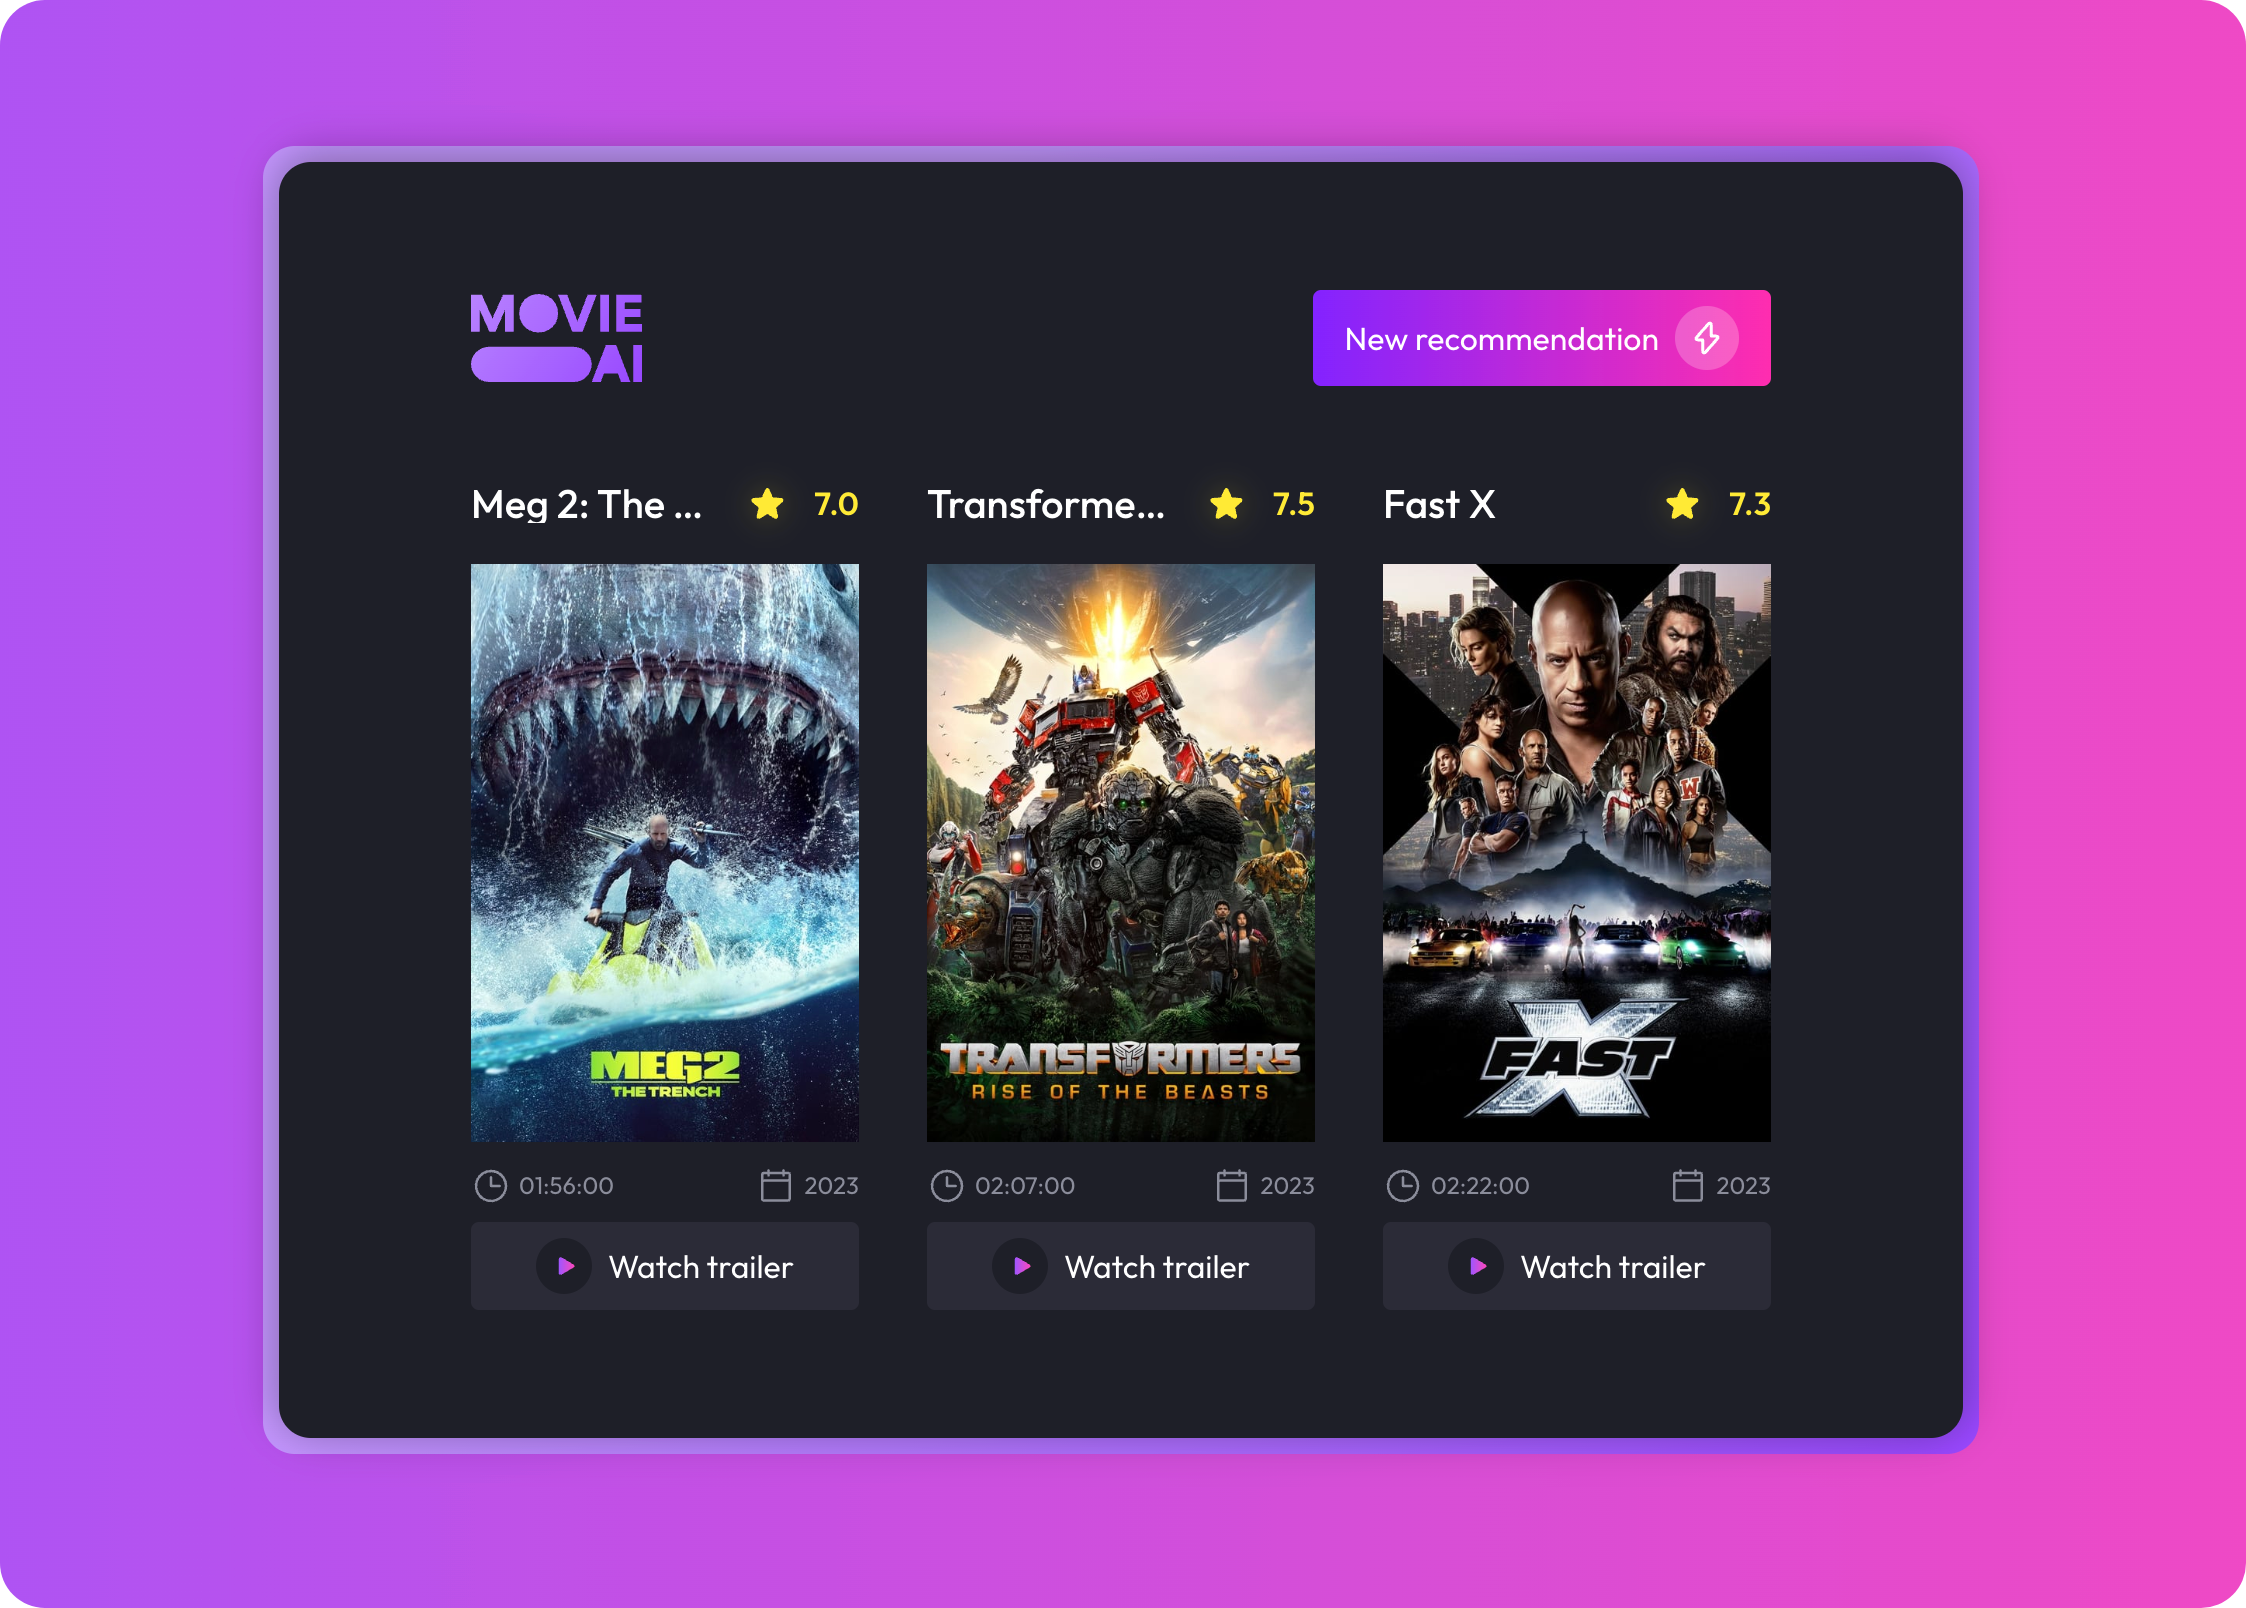 MOVIE
AI
New recommendation
Meg 2: The ...
7.0
Transforme...
7.5
Fast X
7.3
MEG2
THE TRENCH
TRANSFORMERS
RISE OF THE BEASTS
W
FAST
X
01:56:00
2023
02:07:00
2023
02:22:00
2023
Watch trailer
Watch trailer
Watch trailer